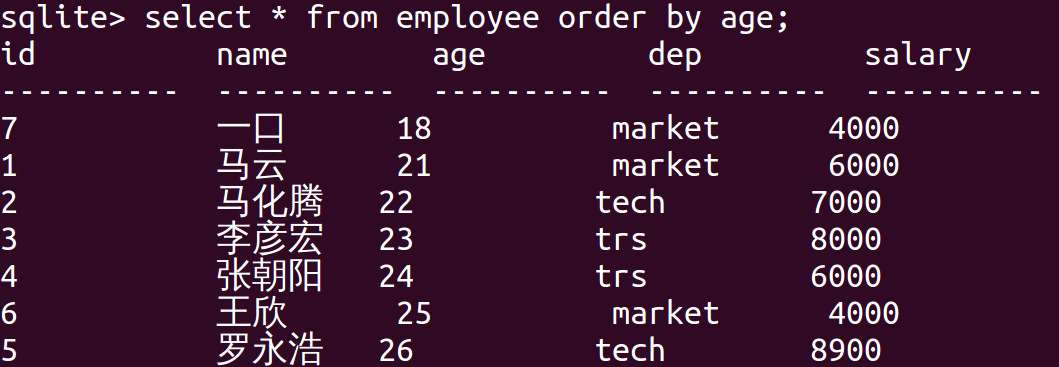 sqlite> select * from employee order by age;
id          name        age         dep         salary
----------  ----------  ----------  ----------  ----------
7           一口          18          market      4000
1           马云          21          market      6000
2           马化腾         22          tech        7000
3           李彦宏         23          trs         8000
4           张朝阳         24          trs         6000
6           王欣          25          market      4000
5           罗永浩         26          tech        8900